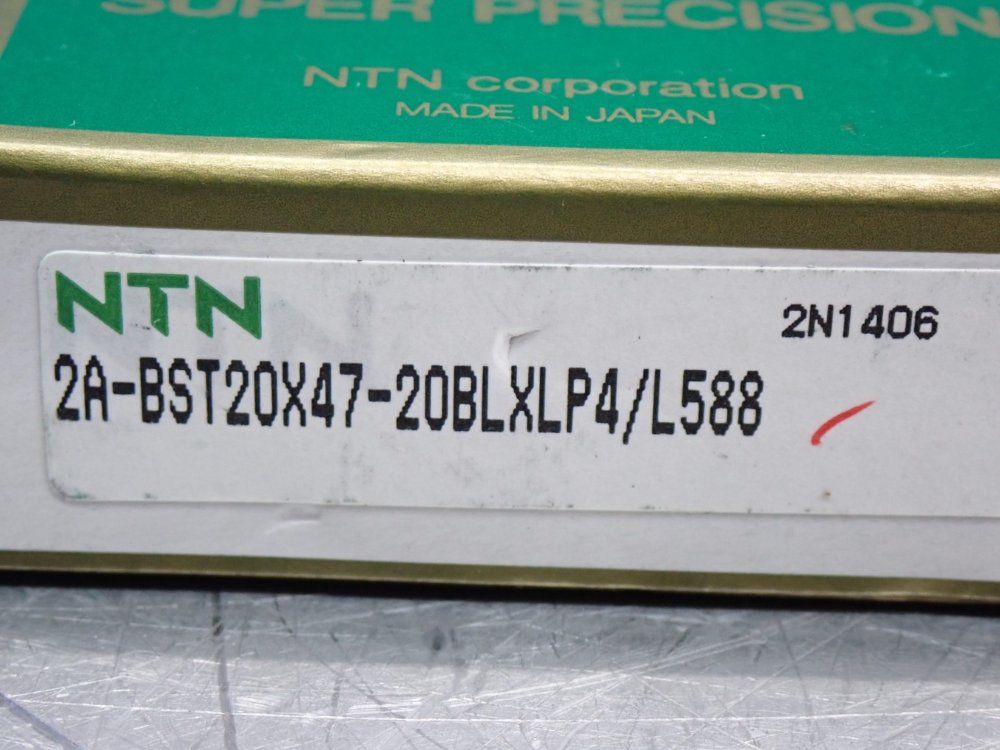 SUPER PRECISION
NTN corporation
MADE IN JAPAN
NTN
2N1406
2A-BST20X47-20BLXLP4/L588